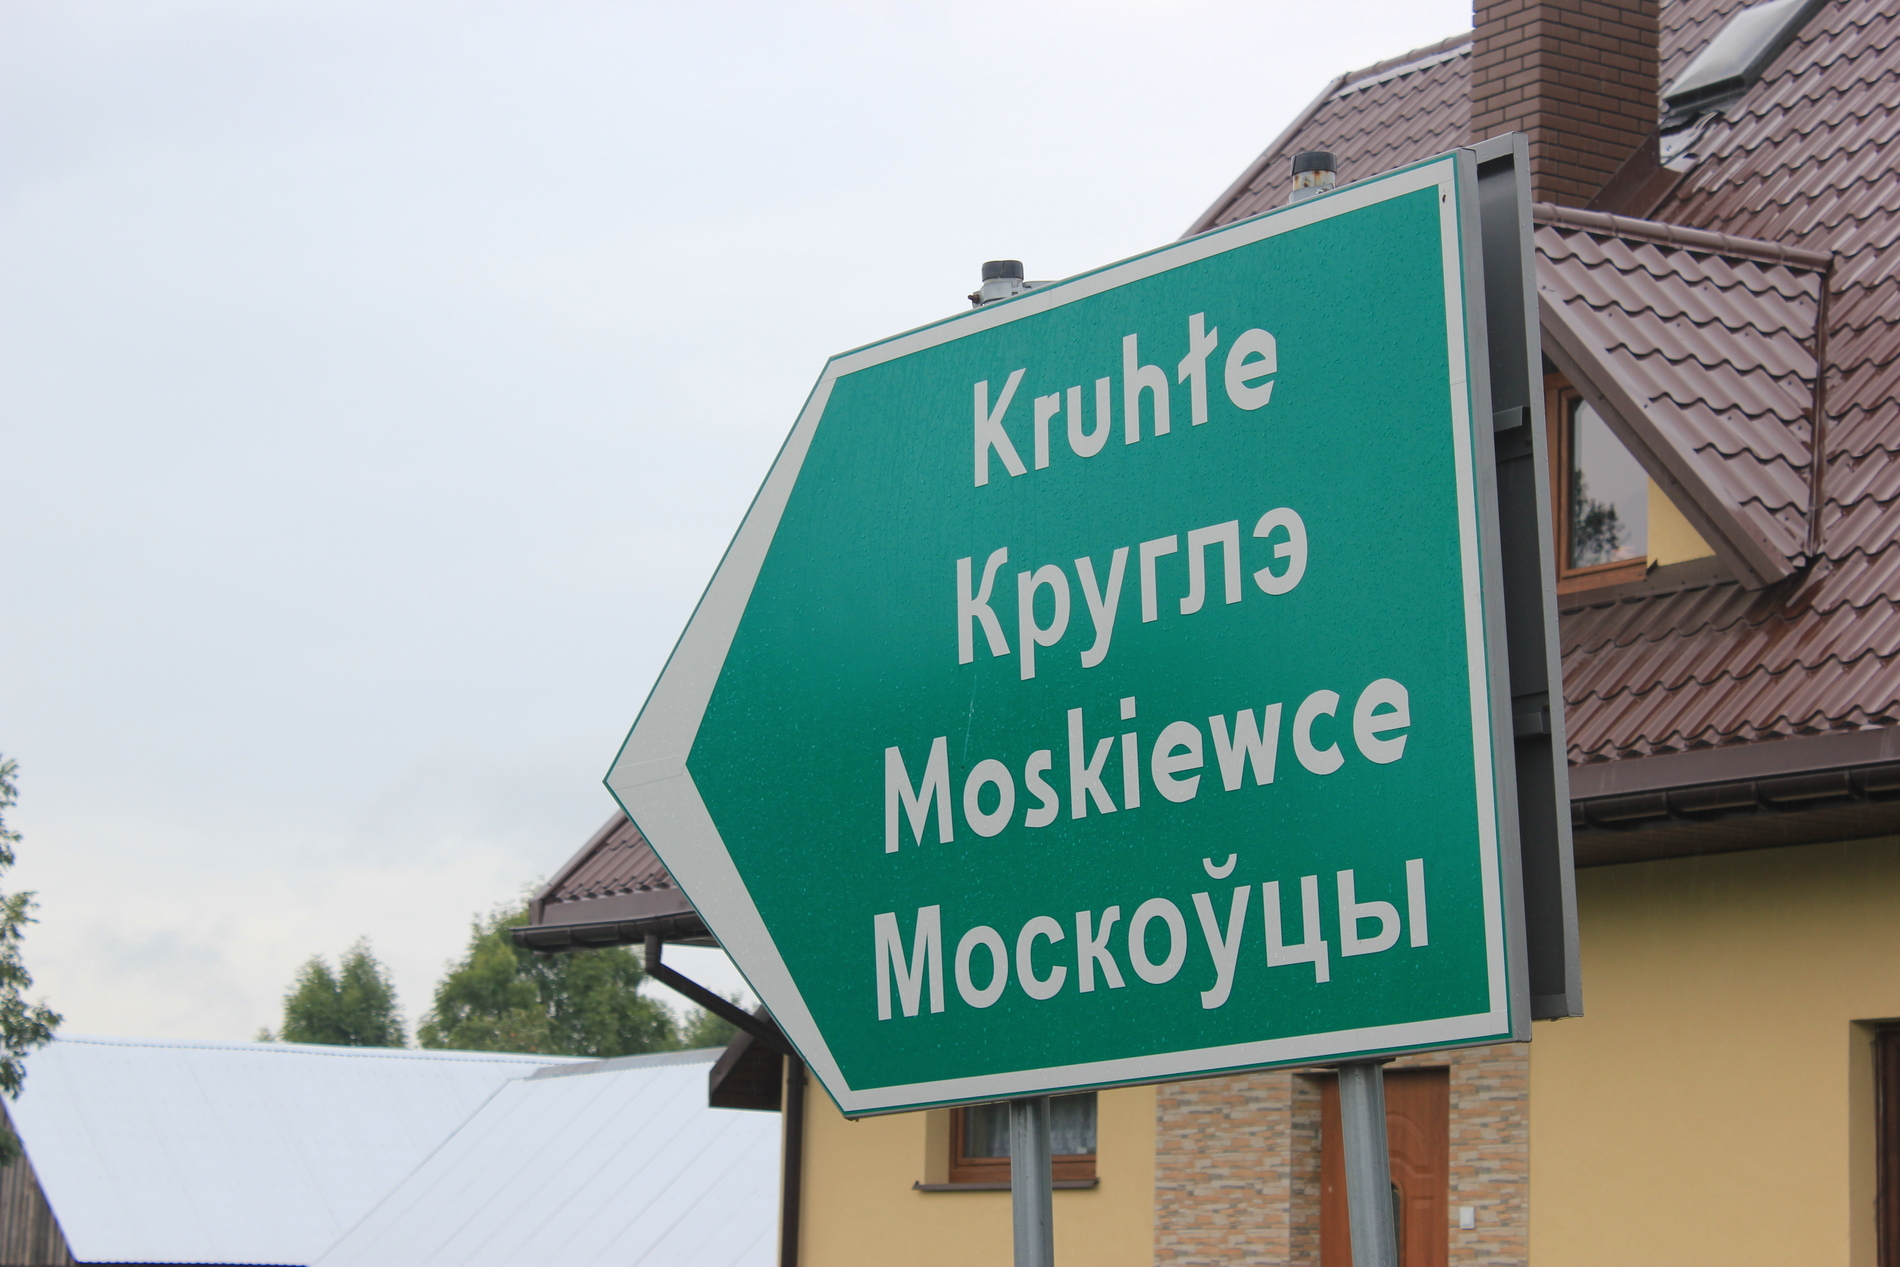 Kruhłe
Круглэ
Moskiewce
Москоўцы